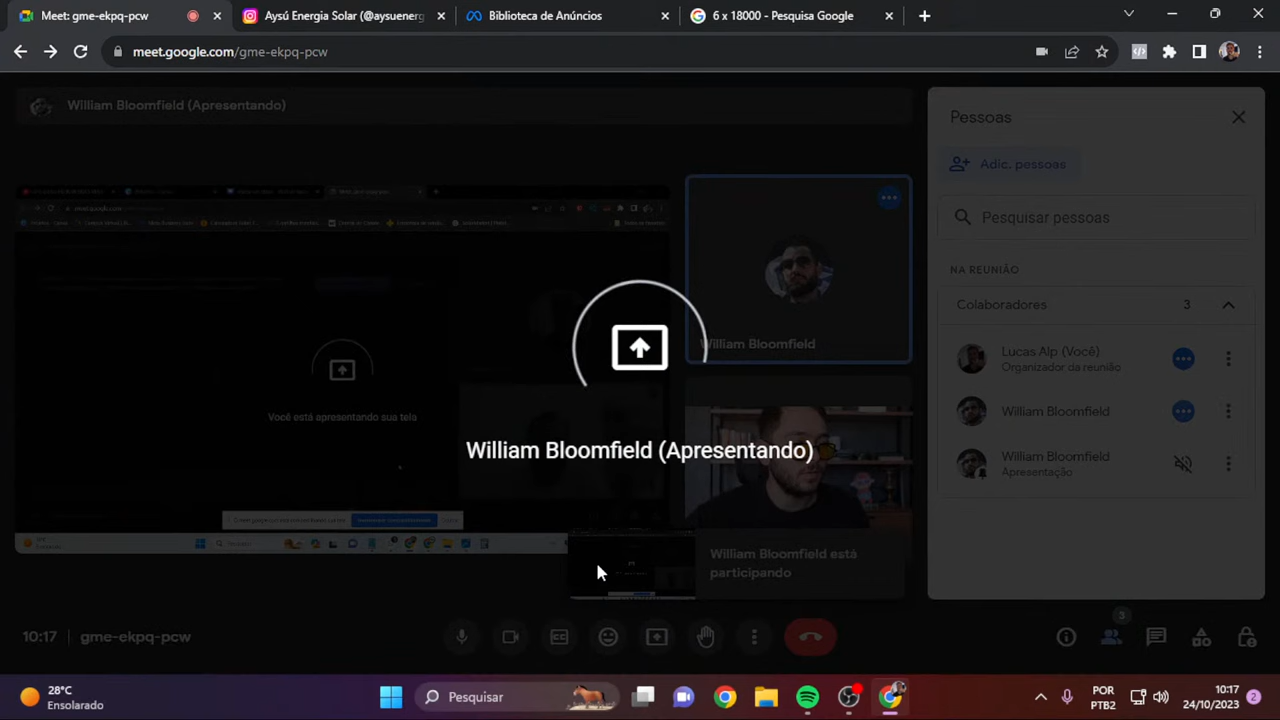 Meet: gme-ekpq-pcw
Aysú Energia Solar (@aysuenerg
Biblioteca de Anúncios
6 x 18000 - Pesquisa Google
meet.google.com/gme-ekpq-pcw
William Bloomfield (Apresentando)
Pessoas
Adic. pessoas
Pesquisar pessoas
NA REUNIÃO
Colaboradores
3
Lucas Alp (Você)
Organizador da reunião
William Bloomfield
William Bloomfield
Apresentação
William Bloomfield
Você está apresentando sua tela
William Bloomfield (Apresentando)
William Bloomfield está
participando
10:17
gme-ekpq-pcw
3
28°C
Ensolarado
Pesquisar
POR
PTB2
10:17
24/10/2023
2